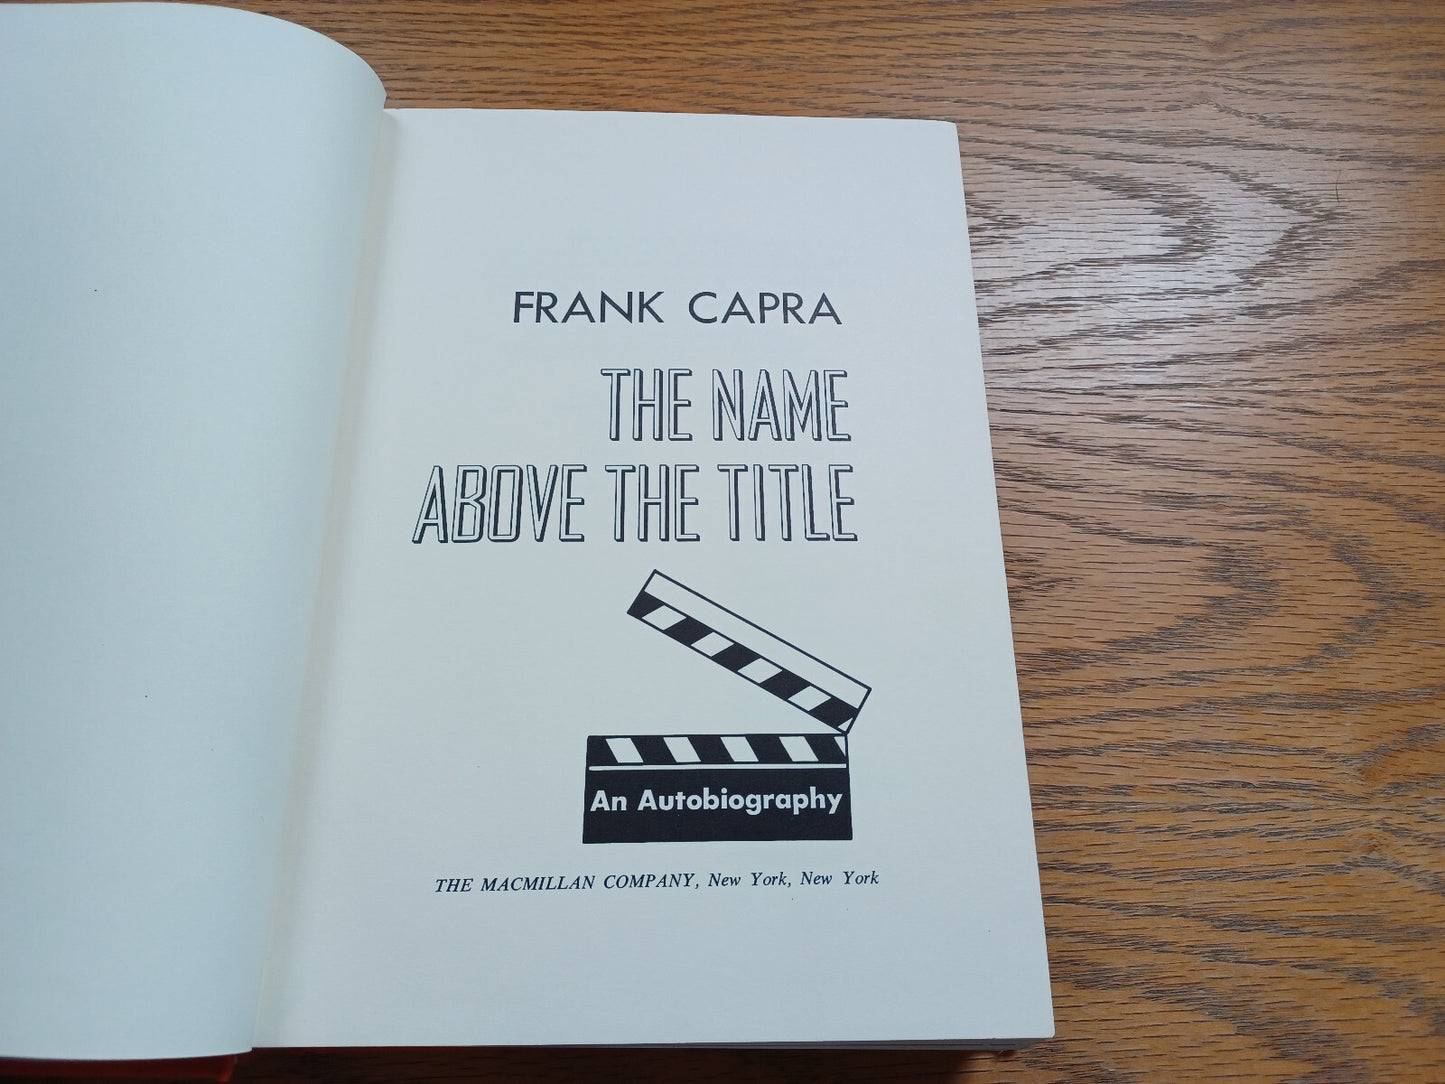 FRANK CAPRA
THE NAME
ABOVE THE TITLE
An Autobiography
THE MACMILLAN COMPANY, New York, New York